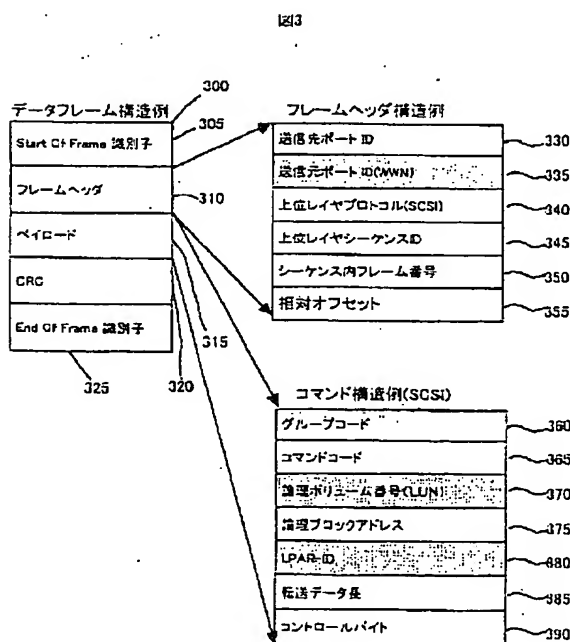 図3
データフレーム構造例
300
305
Start Of Frame 識別子
フレームヘッダ
310
ペイロード
CRC
315
End Of Frame 識別子
320
325
フレームヘッダ構造例
送信先ポート ID
330
送信元ポート ID(WWN)
335
上位レイヤプロトコル(SCSI)
340
上位レイヤシーケンスID
345
シーケンス内フレーム番号
350
相対オフセット
355
コマンド構造例(SCSI)
グループコード
360
コマンドコード
365
論理ボリューム番号(LUN)
370
論理ブロックアドレス
375
LPAR-ID
380
転送データ長
385
コントロールバイト
390